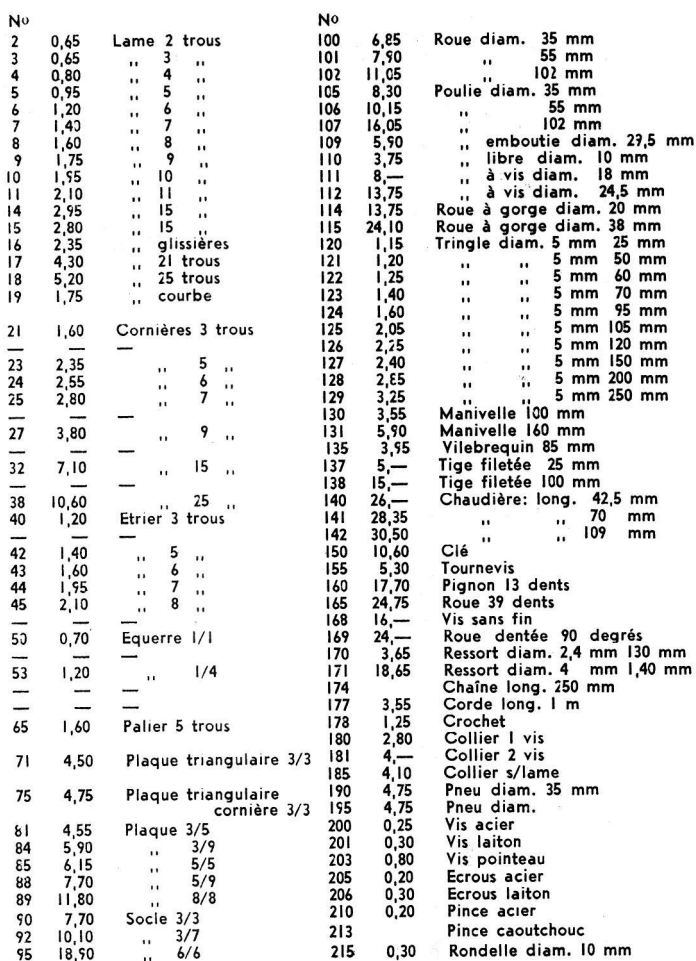 No
2 0,65 Lame 2 trous
3 0,65 ,, 3 ,,
4 0,80 ,, 4 ,,
5 0,95 ,, 5 ,,
6 1,20 ,, 6 ,,
7 1,40 ,, 7 ,,
8 1,60 ,, 8 ,,
9 1,75 ,, 9 ,,
10 1,95 ,, 10 ,,
11 2,10 ,, 11 ,,
14 2,95 ,, 15 ,,
15 2,80 ,, 15 ,,
16 2,35 ,, glissières
17 4,30 ,, 21 trous
18 5,20 ,, 25 trous
19 1,75 ,, courbe
21 1,60 Cornières 3 trous
— — —
23 2,35 ,, 5 ,,
24 2,55 ,, 6 ,,
25 2,80 ,, 7 ,,
— — —
27 3,80 ,, 9 ,,
— — —
32 7,10 ,, 15 ,,
— — —
38 10,60 ,, 25 ,,
40 1,20 Etrier 3 trous
— — —
42 1,40 ,, 5 ,,
43 1,60 ,, 6 ,,
44 1,95 ,, 7 ,,
45 2,10 ,, 8 ,,
— — —
50 0,70 Equerre 1/1
— — —
53 1,20 ,, 1/4
— — —
— — —
65 1,60 Palier 5 trous
71 4,50 Plaque triangulaire 3/3
75 4,75 Plaque triangulaire
cornière 3/3
81 4,55 Plaque 3/5
84 5,90 ,, 3/9
85 6,15 ,, 5/5
88 7,70 ,, 5/9
89 11,80 ,, 8/8
90 7,70 Socle 3/3
92 10,10 ,, 3/7
95 18,90 ,, 6/6
No
100 6,85 Roue diam. 35 mm
101 7,90 ,, 55 mm
102 11,05 ,, 102 mm
105 8,30 Poulie diam. 35 mm
106 10,15 ,, 55 mm
107 16,05 ,, 102 mm
109 5,90 ,, emboutie diam. 29,5 mm
110 3,75 ,, libre diam. 10 mm
111 8,— ,, à vis diam. 18 mm
112 13,75 ,, à vis diam. 24,5 mm
114 13,75 Roue à gorge diam. 20 mm
115 24,10 Roue à gorge diam. 38 mm
120 1,15 Tringle diam. 5 mm 25 mm
121 1,20 ,, ,, 5 mm 50 mm
122 1,25 ,, ,, 5 mm 60 mm
123 1,40 ,, ,, 5 mm 70 mm
124 1,60 ,, ,, 5 mm 95 mm
125 2,05 ,, ,, 5 mm 105 mm
126 2,25 ,, ,, 5 mm 120 mm
127 2,40 ,, ,, 5 mm 150 mm
128 2,85 ,, ,, 5 mm 200 mm
129 3,25 ,, ,, 5 mm 250 mm
130 3,55 Manivelle 100 mm
131 5,90 Manivelle 160 mm
135 3,95 Vilebrequin 85 mm
137 5,— Tige filetée 25 mm
138 15,— Tige filetée 100 mm
140 26,— Chaudière: long. 42,5 mm
141 28,35 ,, ,, 70 mm
142 30,50 ,, ,, 109 mm
150 10,60 Clé
155 5,30 Tournevis
160 17,70 Pignon 13 dents
165 24,75 Roue 39 dents
168 16,— Vis sans fin
169 24,— Roue dentée 90 degrés
170 3,65 Ressort diam. 2,4 mm 130 mm
171 18,65 Ressort diam. 4 mm 1,40 mm
174 Chaîne long. 250 mm
177 3,55 Corde long. 1 m
178 1,25 Crochet
180 2,80 Collier 1 vis
181 4,— Collier 2 vis
185 4,10 Collier s/lame
190 4,75 Pneu diam. 35 mm
195 4,75 Pneu diam.
200 0,25 Vis acier
201 0,30 Vis laiton
203 0,80 Vis pointeau
205 0,20 Ecrous acier
206 0,30 Ecrous laiton
210 0,20 Pince acier
213 Pince caoutchouc
215 0,30 Rondelle diam. 10 mm